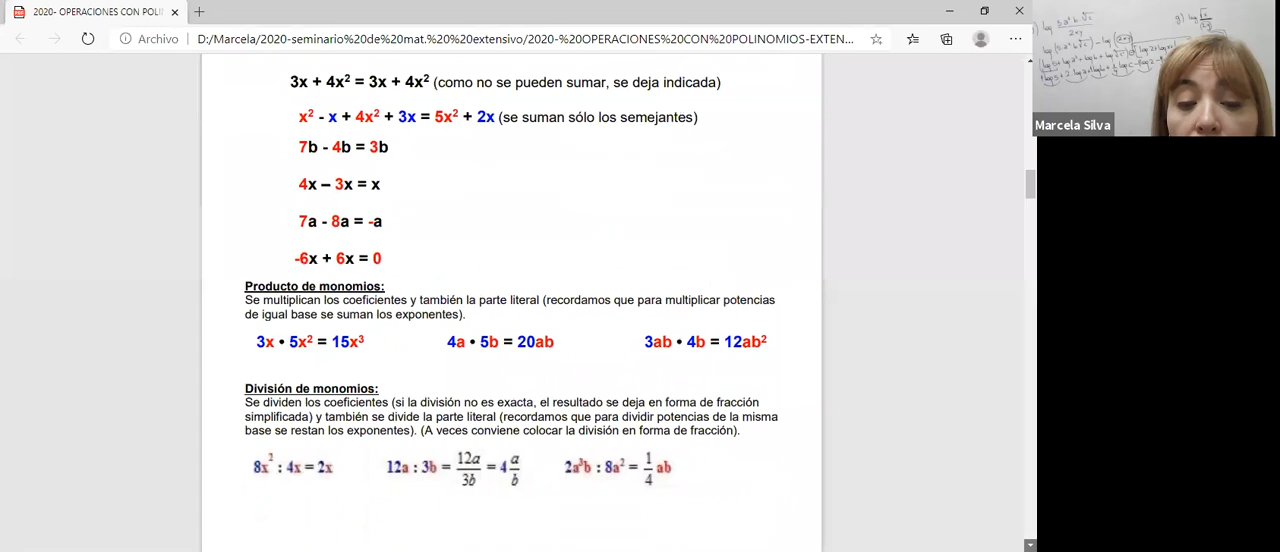 2020- OPERACIONES CON POLI
Archivo
D:/Marcela/2020-seminario%20de%20mat.%20%20extensivo/2020-%20OPERACIONES%20CON%20POLINOMIOS-EXTEN...
3x + 4x² = 3x + 4x² (como no se pueden sumar, se deja indicada)
x² - x + 4x² + 3x = 5x² + 2x (se suman sólo los semejantes)
7b - 4b = 3b
4x – 3x = x
7a - 8a = -a
-6x + 6x = 0
Producto de monomios:
Se multiplican los coeficientes y también la parte literal (recordamos que para multiplicar potencias
de igual base se suman los exponentes).
3x • 5x² = 15x³ 4a • 5b = 20ab 3ab • 4b = 12ab²
División de monomios:
Se dividen los coeficientes (si la división no es exacta, el resultado se deja en forma de fracción
simplificada) y también se divide la parte literal (recordamos que para dividir potencias de la misma
base se restan los exponentes). (A veces conviene colocar la división en forma de fracción).
8x² : 4x = 2x 12a : 3b = 12a/3b = 4 a/b 2a³b : 8a² = 1/4 ab
Marcela Silva